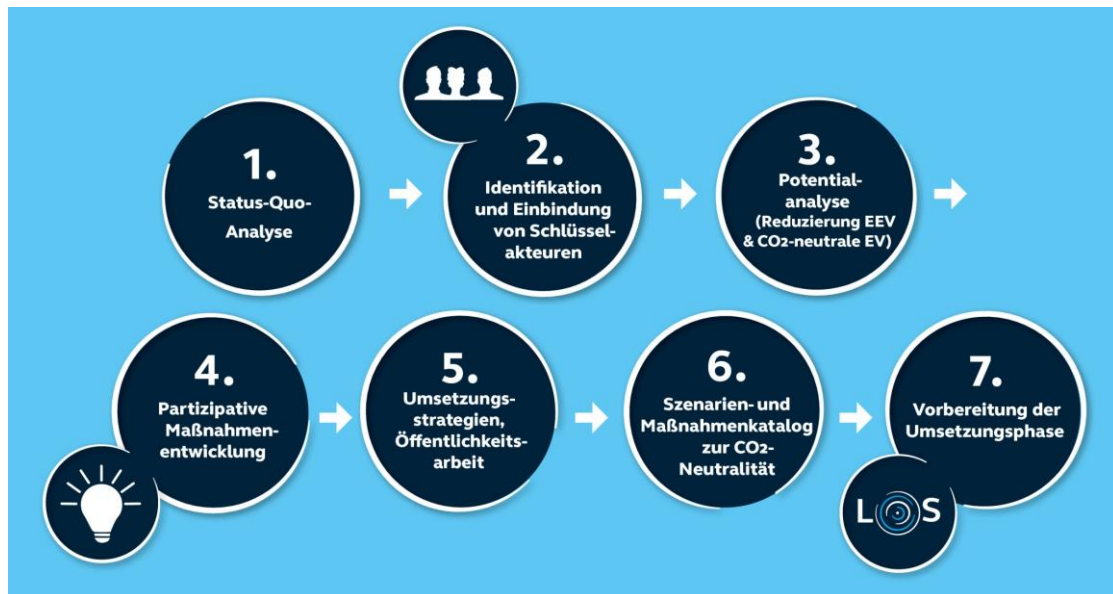 1.
Status-Quo-
Analyse
2.
Identifikation
und Einbindung
von Schlüssel-
akteuren
3.
Potential-
analyse
(Reduzierung EEV
& CO2-neutrale EV)
4.
Partizipative
Maßnahmen-
entwicklung
5.
Umsetzungs-
strategien,
Öffentlichkeits-
arbeit
6.
Szenarien- und
Maßnahmenkatalog
zur CO2-
Neutralität
7.
Vorbereitung der
Umsetzungsphase
LOS